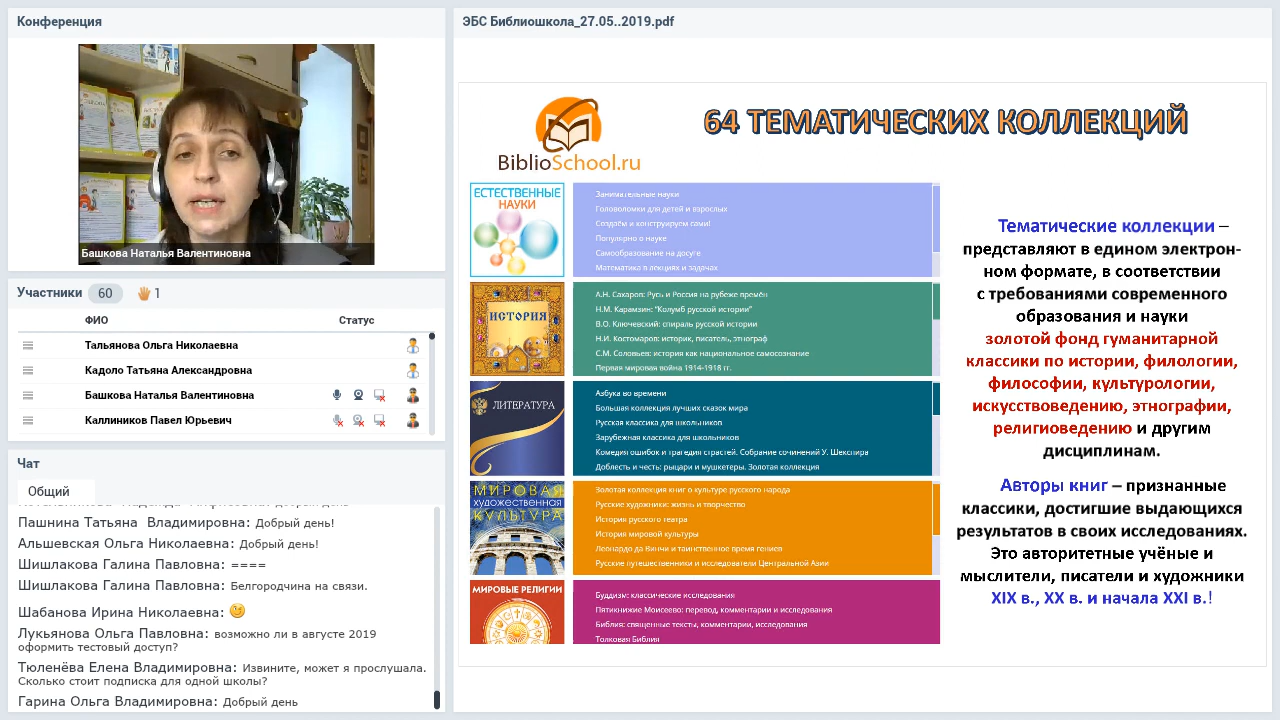 Конференция
Башкова Наталья Валентиновна
Участники 60 1
ФИО Статус
Тальянова Ольга Николаевна
Кадоло Татьяна Александровна
Башкова Наталья Валентиновна
Каллиников Павел Юрьевич
Чат
Общий
Пашнина Татьяна Владимировна: Добрый день!
Альшевская Ольга Николаевна: Добрый день!
Шишлакова Галина Павловна: ====
Шишлакова Галина Павловна: Белгородчина на связи.
Шабанова Ирина Николаевна:
Лукьянова Ольга Павловна: возможно ли в августе 2019
оформить тестовый доступ?
Тюленёва Елена Владимировна: Извините, может я прослушала.
Сколько стоит подписка для одной школы?
Гарина Ольга Владимировна: Добрый день
ЭБС Библиошкола_27.05..2019.pdf
BiblioSchool.ru
64 ТЕМАТИЧЕСКИХ КОЛЛЕКЦИЙ
ЕСТЕСТВЕННЫЕ
НАУКИ
Занимательные науки
Головоломки для детей и взрослых
Создаём и конструируем сами!
Популярно о науке
Самообразование на досуге
Математика в лекциях и задачах
ИСТОРИЯ
А.Н. Сахаров: Русь и Россия на рубеже времён
Н.М. Карамзин: "Колумб русской истории"
В.О. Ключевский: спираль русской истории
Н.И. Костомаров: историк, писатель, этнограф
С.М. Соловьев: история как национальное самосознание
Первая мировая война 1914-1918 гг.
ЛИТЕРАТУРА
Азбука во времени
Большая коллекция лучших сказок мира
Русская классика для школьников
Зарубежная классика для школьников
Комедия ошибок и трагедия страстей. Собрание сочинений У. Шекспира
Доблесть и честь: рыцари и мушкетеры. Золотая коллекция
МИРОВАЯ
художественная
КУЛЬТУРА
Золотая коллекция книг о культуре русского народа
Русские художники: жизнь и творчество
История русского театра
История мировой культуры
Леонардо да Винчи и таинственное время гениев
Русские путешественники и исследователи Центральной Азии
МИРОВЫЕ РЕЛИГИИ
Буддизм: классические исследования
Пятикнижие Моисеево: перевод, комментарии и исследования
Библия: священные тексты, комментарии, исследования
Толковая Библия
Тематические коллекции –
представляют в едином электрон-
ном формате, в соответствии
с требованиями современного
образования и науки
золотой фонд гуманитарной
классики по истории, филологии,
философии, культурологии,
искусствоведению, этнографии,
религиоведению и другим
дисциплинам.
Авторы книг – признанные
классики, достигшие выдающихся
результатов в своих исследованиях.
Это авторитетные учёные и
мыслители, писатели и художники
XIX в., XX в. и начала XXI в.!